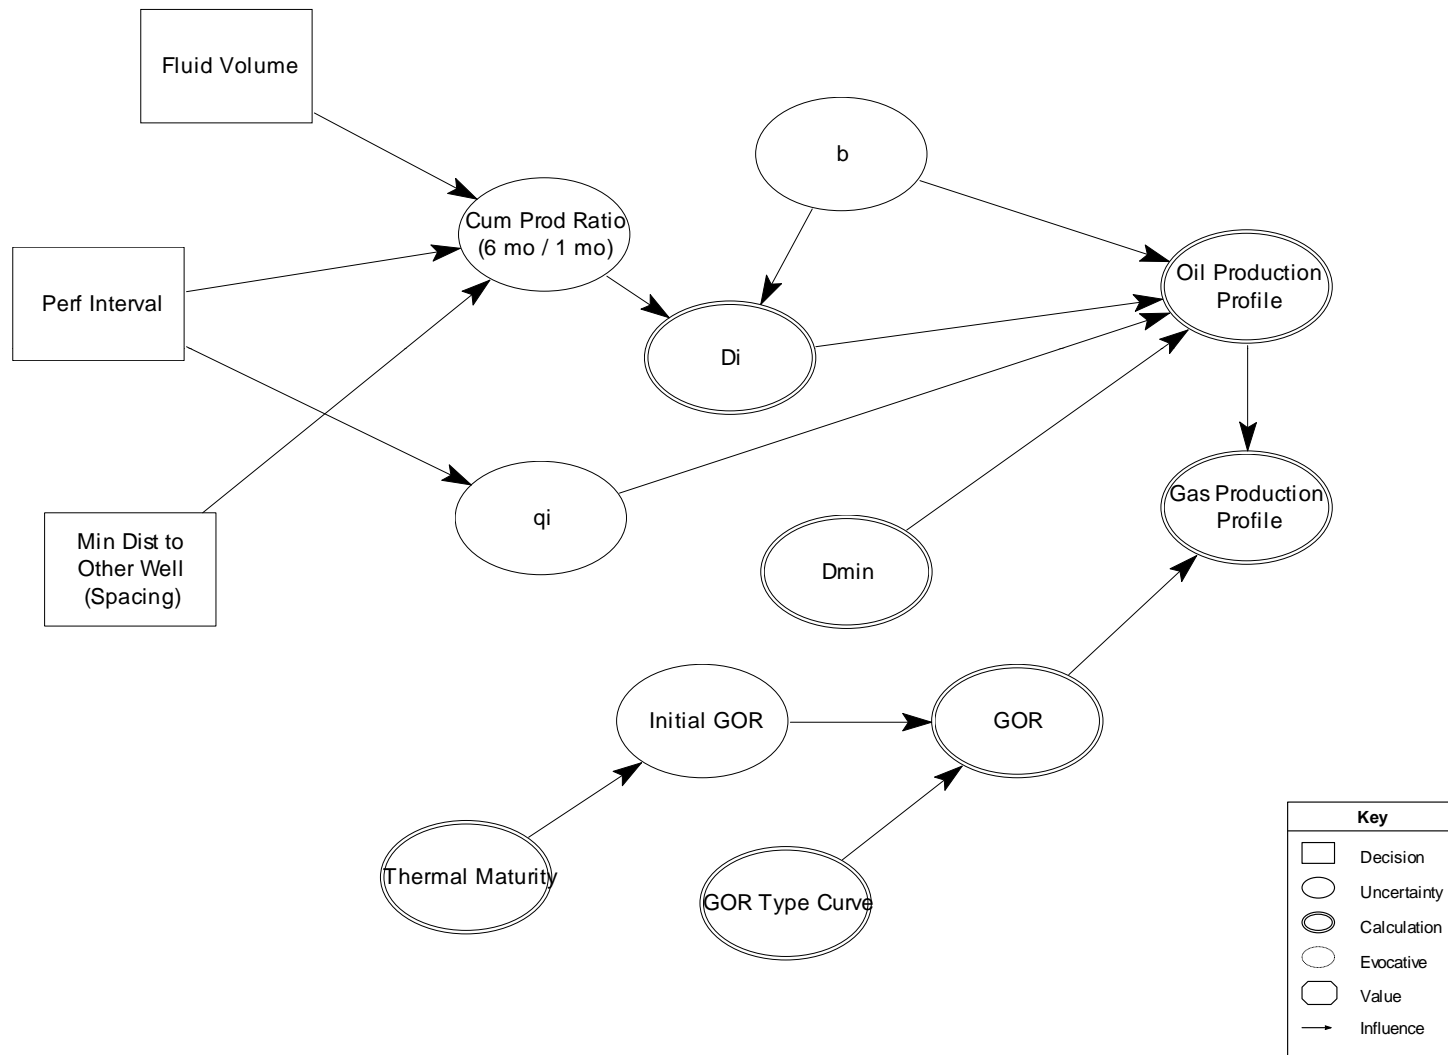 Fluid Volume
b
Cum Prod Ratio
(6 mo / 1 mo)
Oil Production
Profile
Perf Interval
Di
Gas Production
Profile
qi
Min Dist to
Other Well
(Spacing)
Dmin
Initial GOR
GOR
Thermal Maturity
GOR Type Curve
Key
Decision
Uncertainty
Calculation
Evocative
Value
Influence